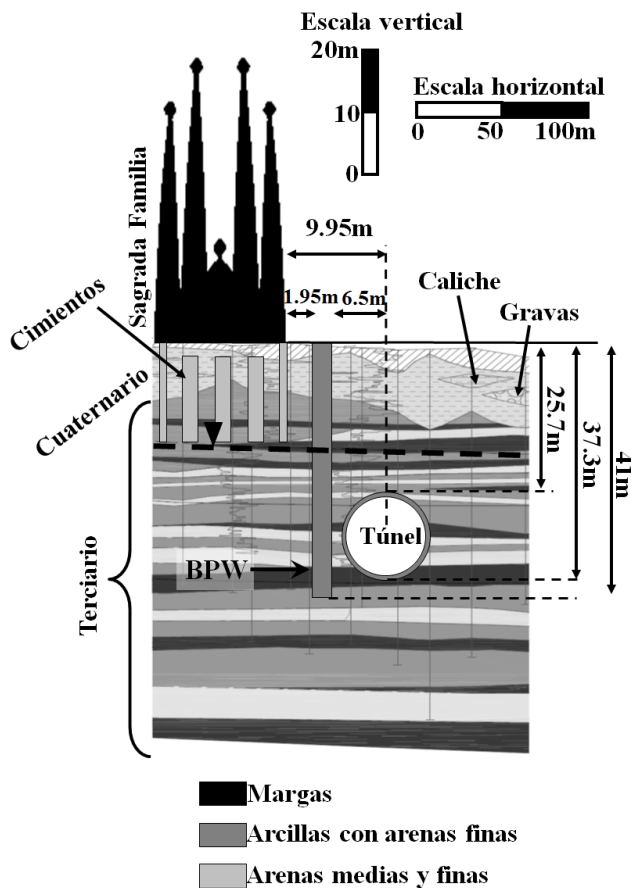 Escala vertical
20m
10
0
Escala horizontal
0 50 100m
Sagrada Familia
9.95m
1.95m
6.5m
Cimientos
Caliche
Gravas
Cuaternario
25.7m
37.3m
41m
Túnel
BPW
Terciario
Margas
Arcillas con arenas finas
Arenas medias y finas